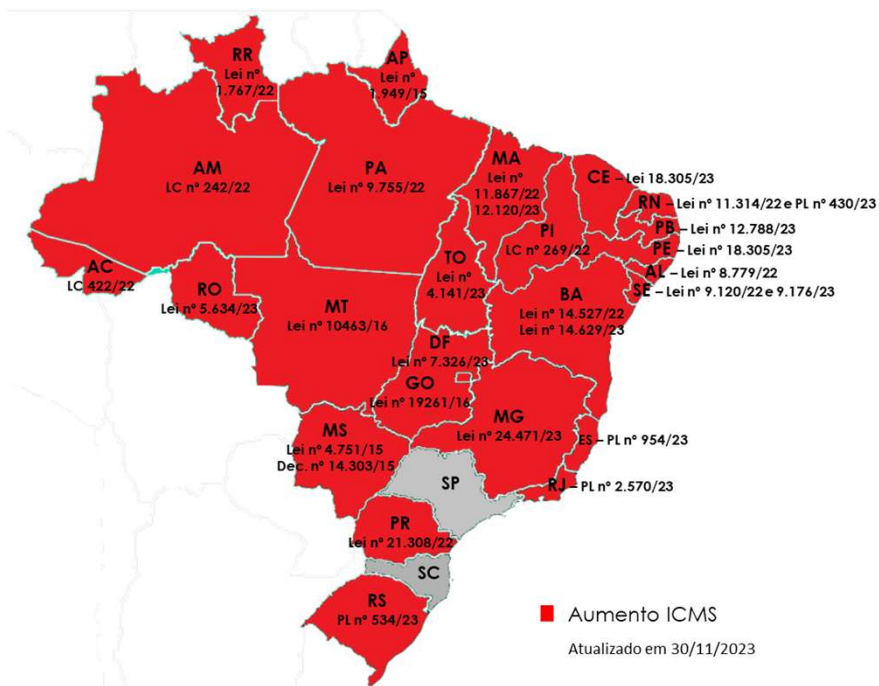 RR
Lei nº
1.767/22
AP
Lei nº
1.949/15
AM
LC nº 242/22
PA
Lei nº 9.755/22
MA
Lei nº
11.867/22
12.120/23
CE – Lei 18.305/23
RN – Lei nº 11.314/22 e PL nº 430/23
PB – Lei nº 12.788/23
PI
LC nº 269/22
PE – Lei nº 18.305/23
AL – Lei nº 8.779/22
SE – Lei nº 9.120/22 e 9.176/23
AC
LC 422/22
RO
Lei nº 5.634/23
TO
Lei nº
4.141/23
MT
Lei nº 10463/16
BA
Lei nº 14.527/22
Lei nº 14.629/23
DF
Lei nº 7.326/23
GO
Lei nº 19261/16
MG
Lei nº 24.471/23
MS
Lei nº 4.751/15
Dec. nº 14.303/15
ES – PL nº 954/23
RJ – PL nº 2.570/23
SP
PR
Lei nº 21.308/22
SC
RS
PL nº 534/23
Aumento ICMS
Atualizado em 30/11/2023